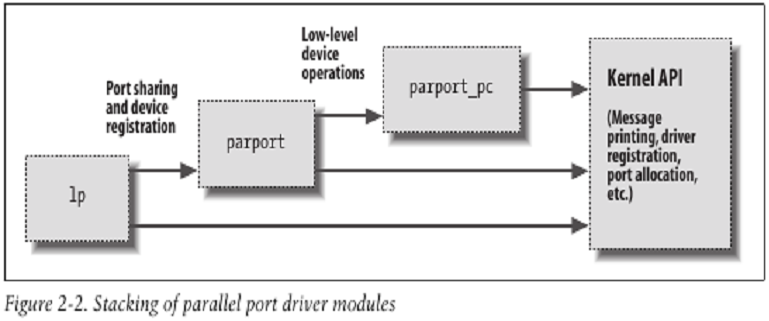 Low-level
device
operations
Port sharing
and device
registration
parport_pc
Kernel API
(Message
printing, driver
registration,
port allocation,
etc.)
parport
lp
Figure 2-2. Stacking of parallel port driver modules